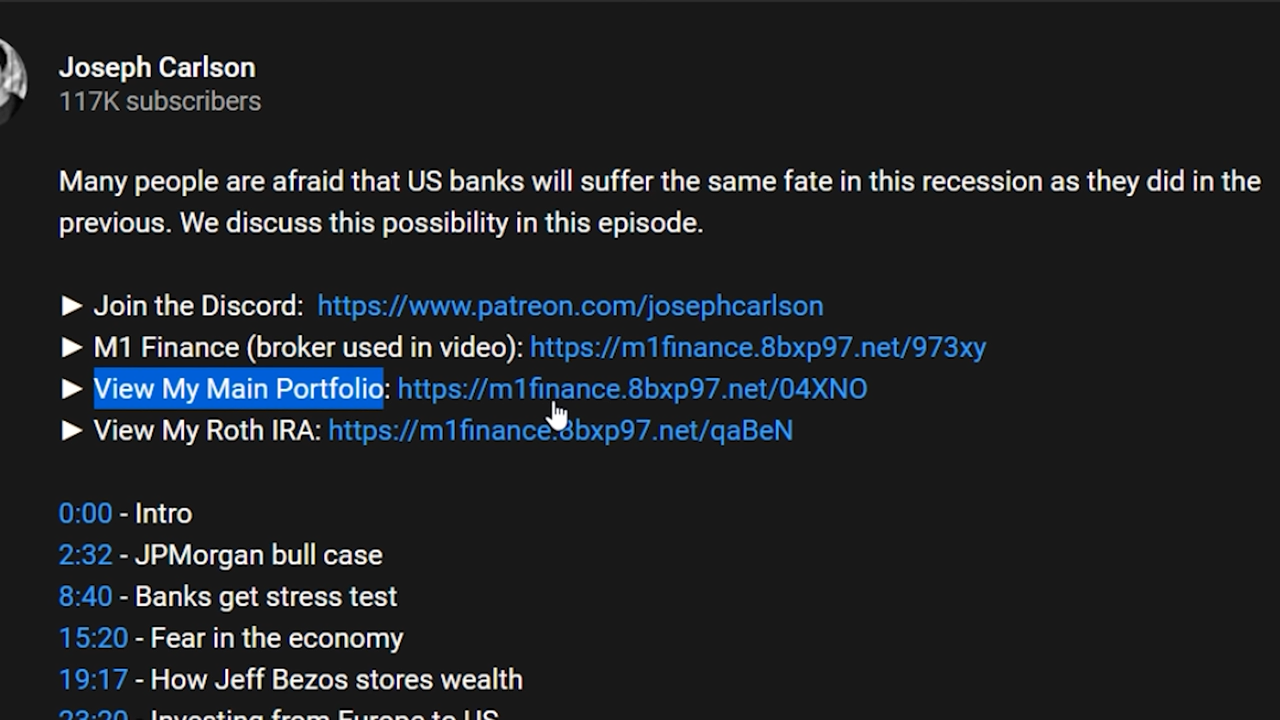 Joseph Carlson
117K subscribers
Many people are afraid that US banks will suffer the same fate in this recession as they did in the
previous. We discuss this possibility in this episode.
► Join the Discord:  https://www.patreon.com/josephcarlson
► M1 Finance (broker used in video): https://m1finance.8bxp97.net/973xy
► View My Main Portfolio: https://m1finance.8bxp97.net/04XNO
► View My Roth IRA: https://m1finance.8bxp97.net/qaBeN
0:00 - Intro
2:32 - JPMorgan bull case
8:40 - Banks get stress test
15:20 - Fear in the economy
19:17 - How Jeff Bezos stores wealth
23:20 - Investing from Europe to US